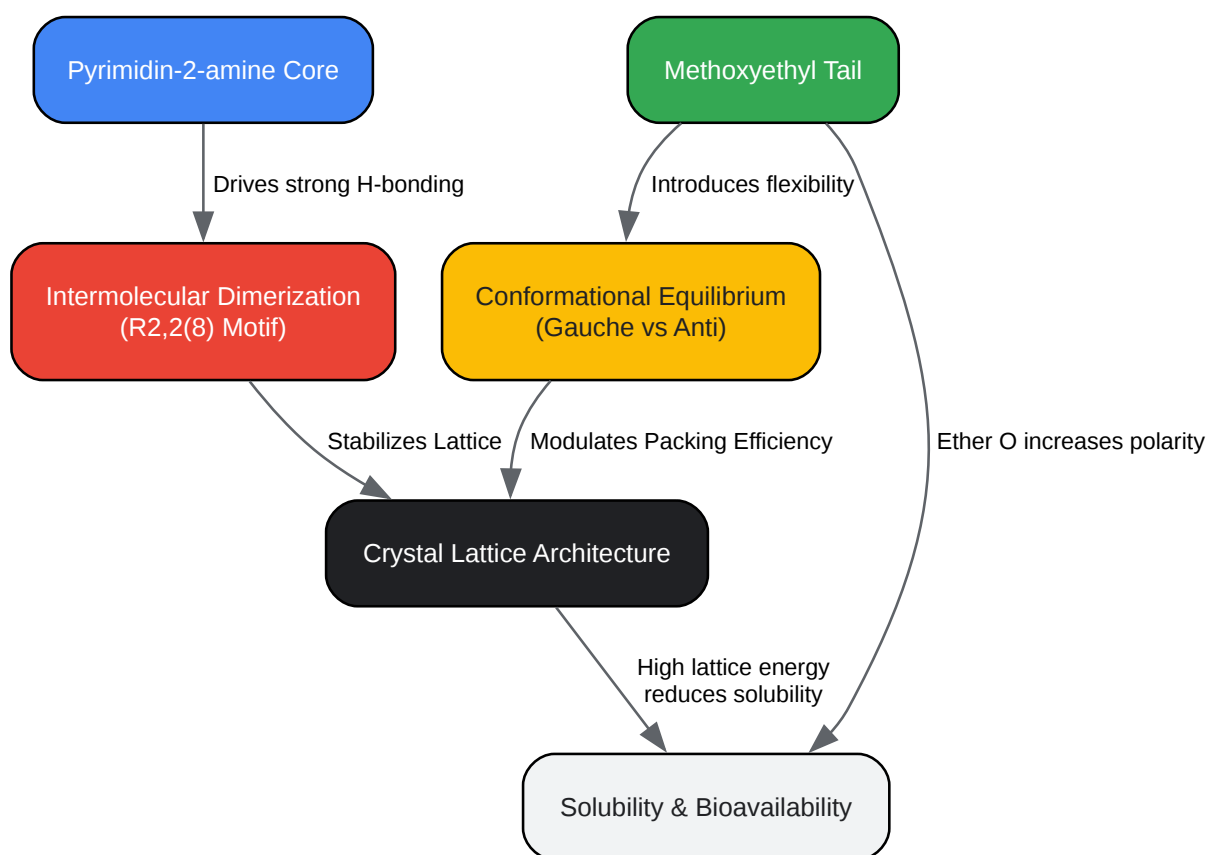 Pyrimidin-2-amine Core
Methoxyethyl Tail
Drives strong H-bonding
Introduces flexibility
Intermolecular Dimerization
(R2,2(8) Motif)
Conformational Equilibrium
(Gauche vs Anti)
Stabilizes Lattice
Modulates Packing Efficiency
Ether O increases polarity
Crystal Lattice Architecture
High lattice energy
reduces solubility
Solubility & Bioavailability